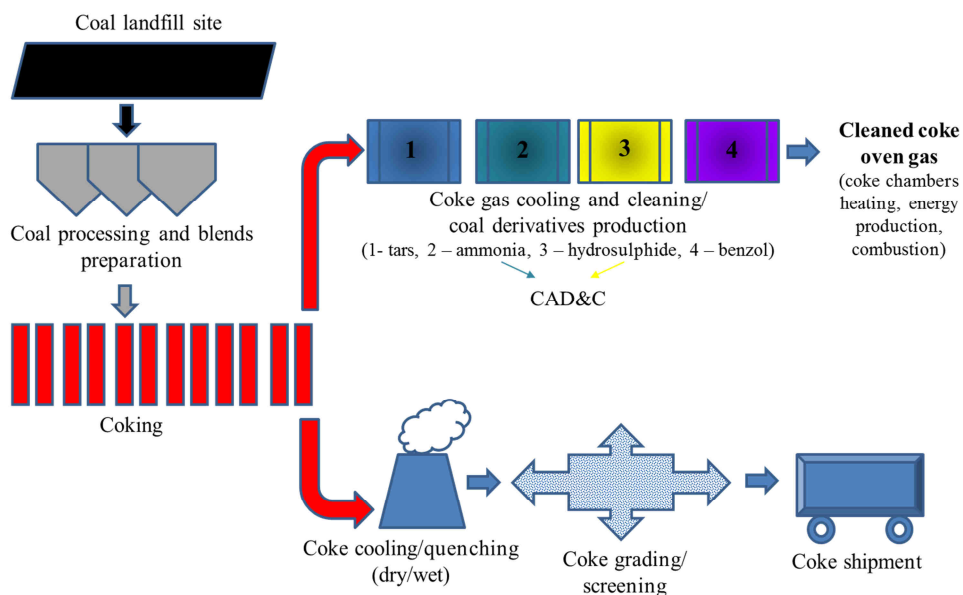 Coal landfill site
Coal processing and blends
preparation
Coking
1
2
3
4
Coke gas cooling and cleaning/
coal derivatives production
(1- tars, 2 – ammonia, 3 – hydrosulphide, 4 – benzol)
CAD&C
Cleaned coke
oven gas
(coke chambers
heating, energy
production,
combustion)
Coke cooling/quenching
(dry/wet)
Coke grading/
screening
Coke shipment